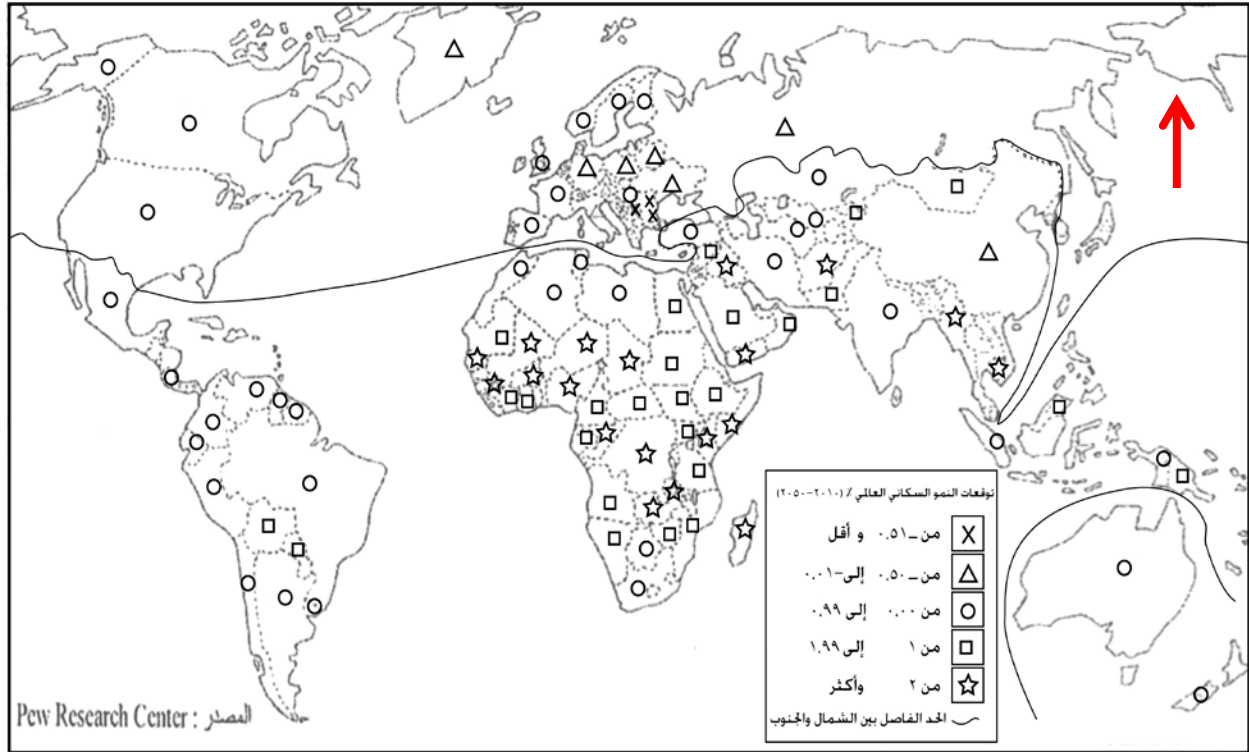 توقعات النمو السكاني العالمي ٪ (٢٠١٠-٢٠٥٠)
من -٠.٥١ و أقل
من -٠.٥٠ إلى -٠.٠١
من ٠.٠٠ إلى ٠.٩٩
من ١ إلى ١.٩٩
من ٢ وأكثر
الحد الفاصل بين الشمال والجنوب
المصدر : Pew Research Center